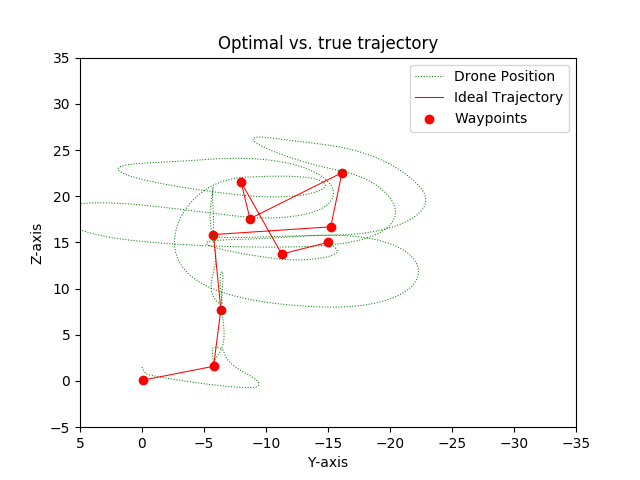 Optimal vs. true trajectory
Drone Position
Ideal Trajectory
Waypoints
Z-axis
35
30
25
20
15
10
5
0
−5
5 0 −5 −10 −15 −20 −25 −30 −35
Y-axis